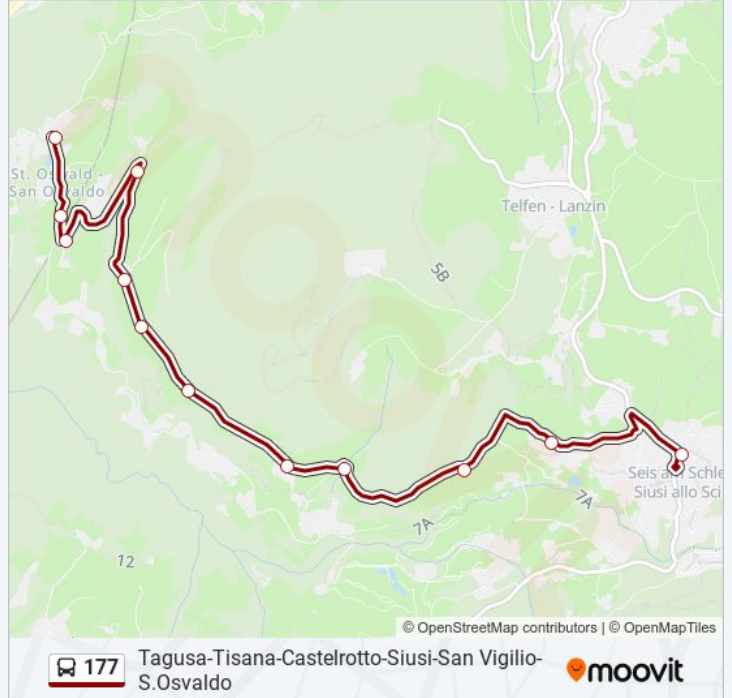 St. Oswald -
San Osvaldo
Telfen - Lanzin
5B
Seis am Schle
Siusi allo Sci
7A
7A
12
© OpenStreetMap contributors | © OpenMapTiles
177
Tagusa-Tisana-Castelrotto-Siusi-San Vigilio-
S.Osvaldo
moovit